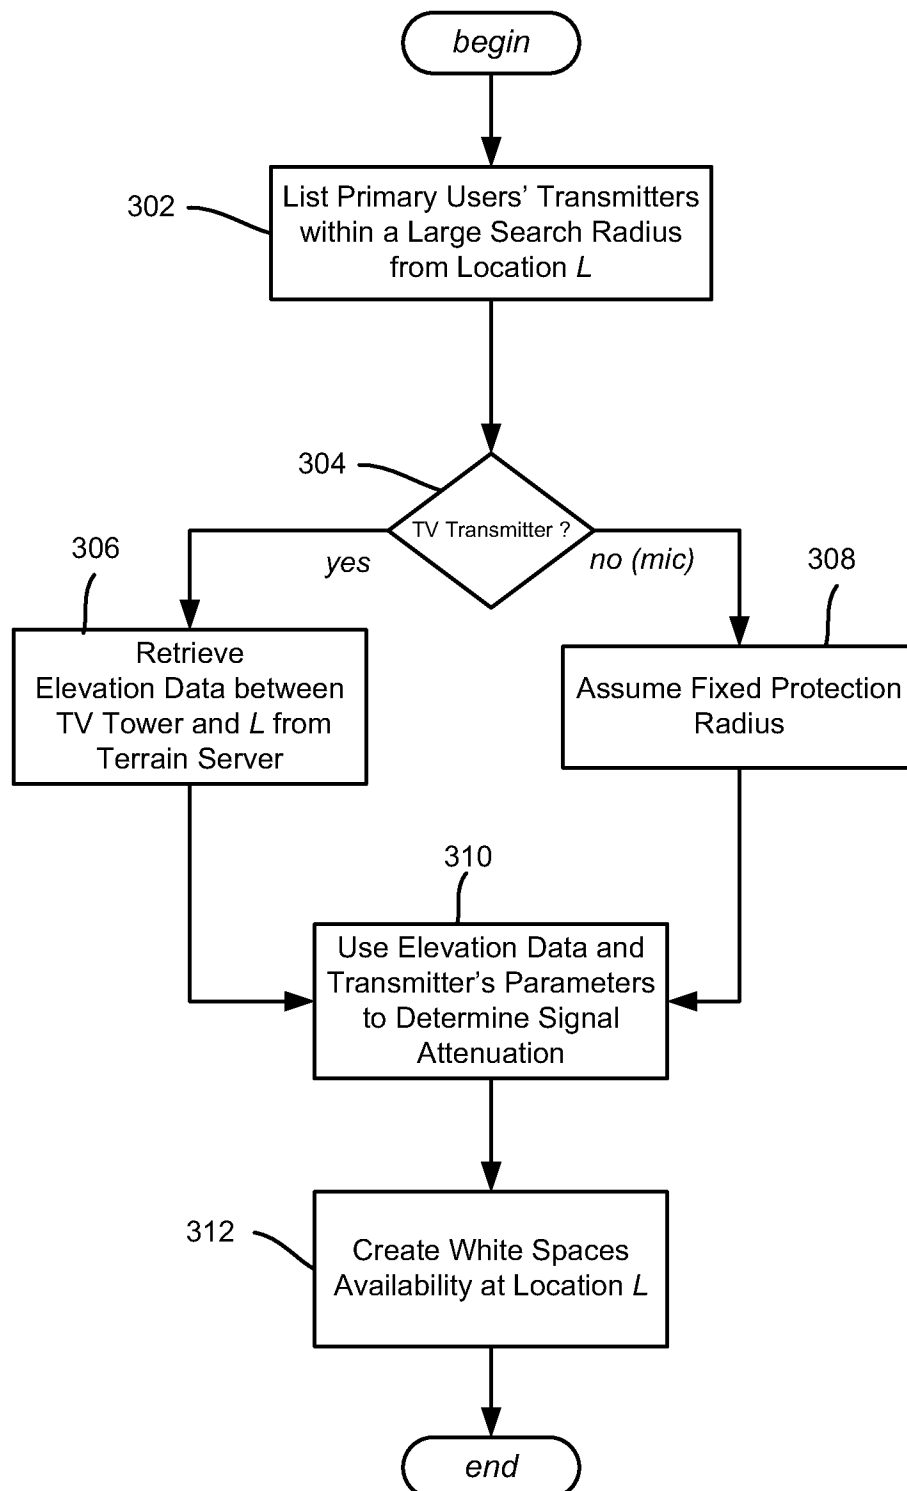 begin
302
List Primary Users’ Transmitters
within a Large Search Radius
from Location L
304
TV Transmitter ?
yes
no (mic)
306
Retrieve
Elevation Data between
TV Tower and L from
Terrain Server
308
Assume Fixed Protection
Radius
310
Use Elevation Data and
Transmitter’s Parameters
to Determine Signal
Attenuation
312
Create White Spaces
Availability at Location L
end